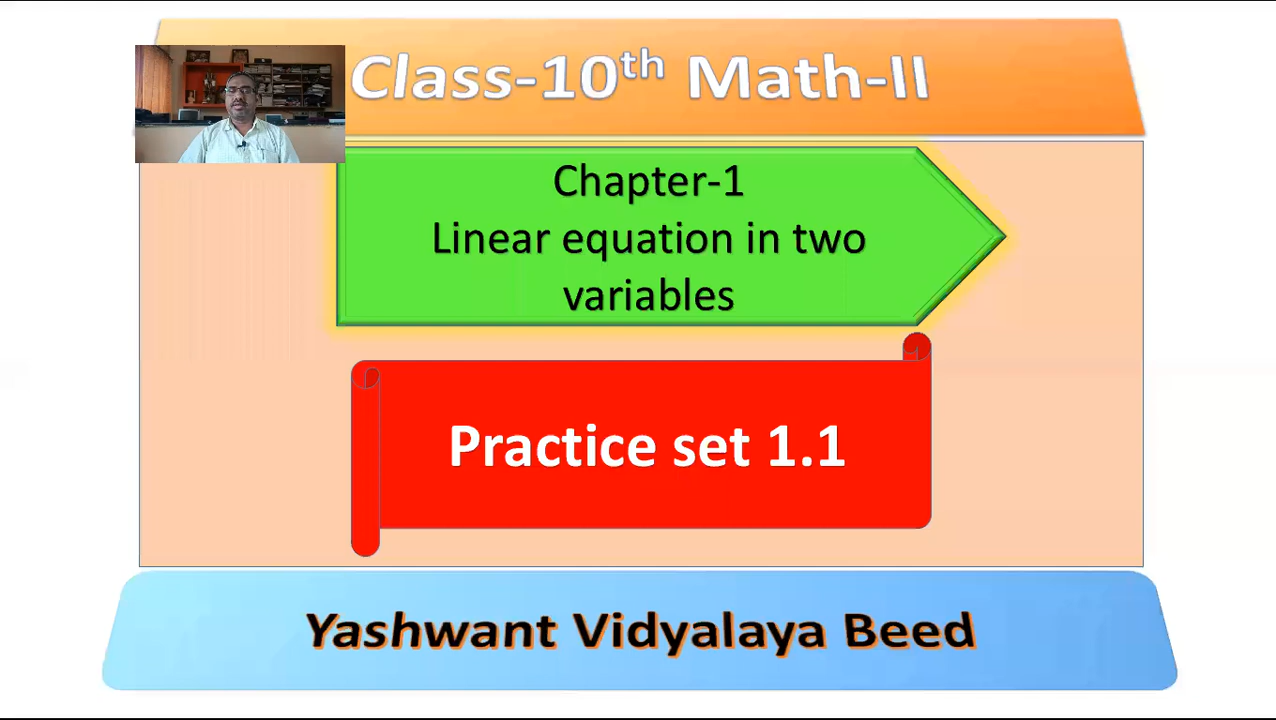 Class-10th Math-II
Chapter-1
Linear equation in two
variables
Practice set 1.1
Yashwant Vidyalaya Beed